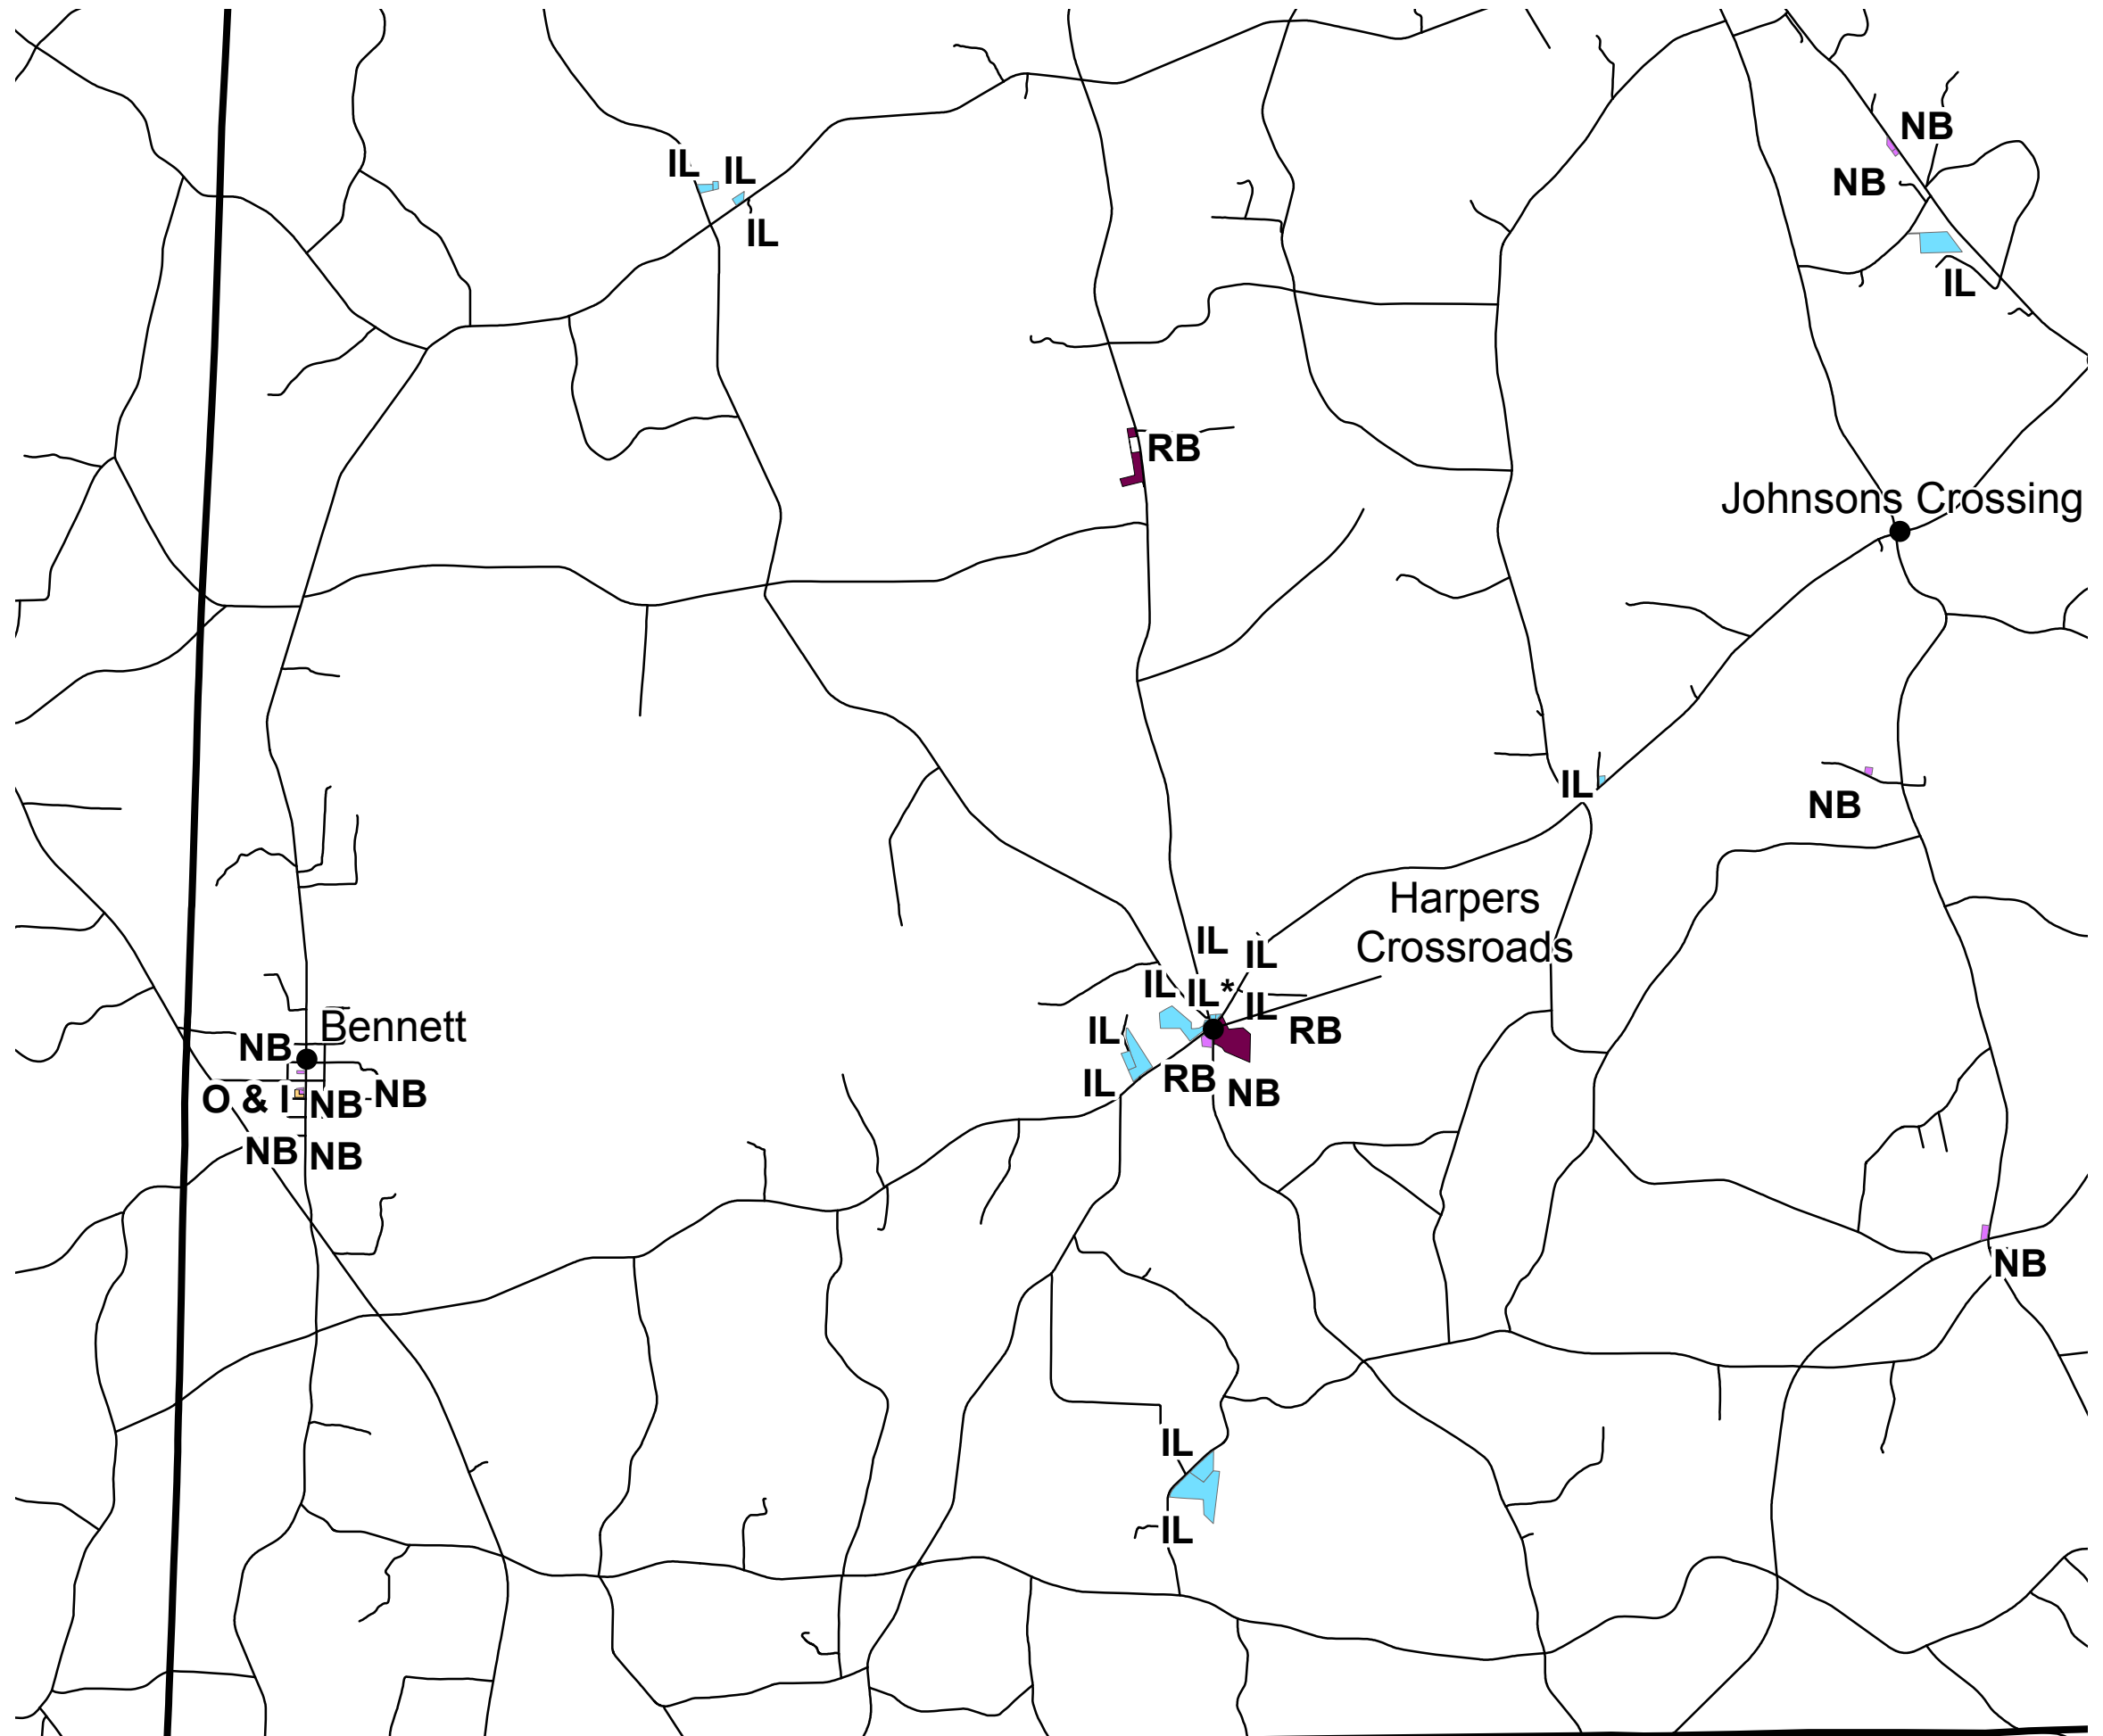 NB
IL IL
NB
IL
IL
RB
Johnsons Crossing
IL
NB
Harpers
Crossroads
IL
IL
IL IL* IL
IL
RB
Bennett
NB
IL
RB
NB
O & I
NB
NB
NB
NB
NB
IL
IL